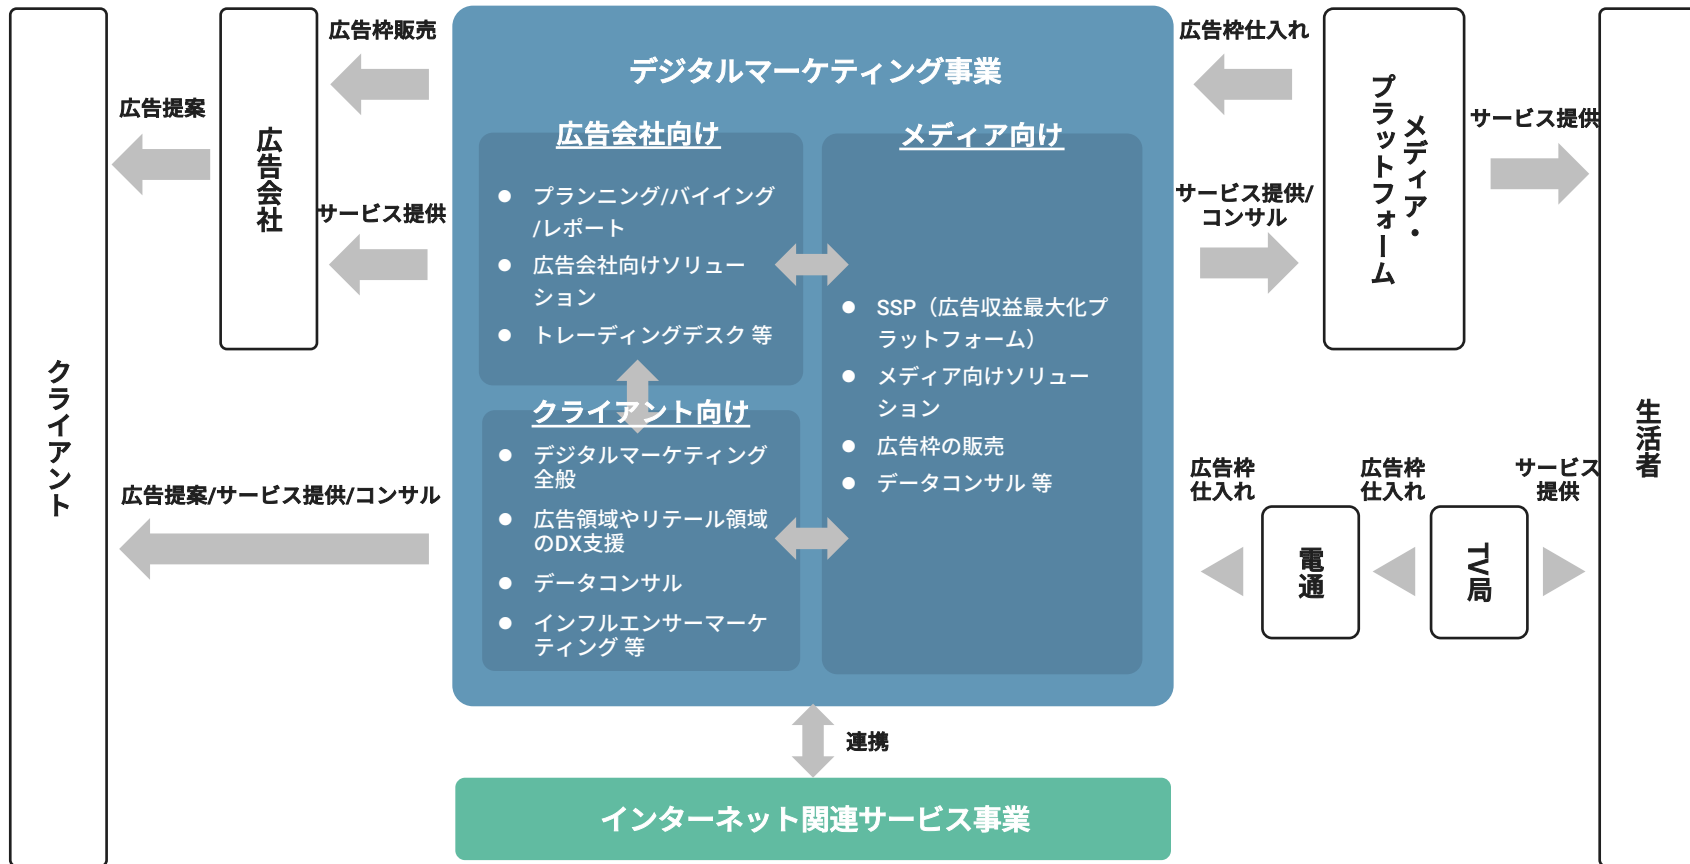 クライアント
広告提案
広告会社
広告枠販売
サービス提供
広告提案/サービス提供/コンサル
デジタルマーケティング事業
広告会社向け
プランニング/バイイング
/レポート
広告会社向けソリュー
ション
トレーディングデスク 等
クライアント向け
デジタルマーケティング
全般
広告領域やリテール領域
のDX支援
データコンサル
インフルエンサーマーケ
ティング 等
メディア向け
SSP（広告収益最大化プ
ラットフォーム）
メディア向けソリュー
ション
広告枠の販売
データコンサル 等
連携
インターネット関連サービス事業
広告枠仕入れ
サービス提供/
コンサル
メディア・
プラットフォーム
サービス提供
広告枠
仕入れ
電通
広告枠
仕入れ
TV局
サービス
提供
生活者